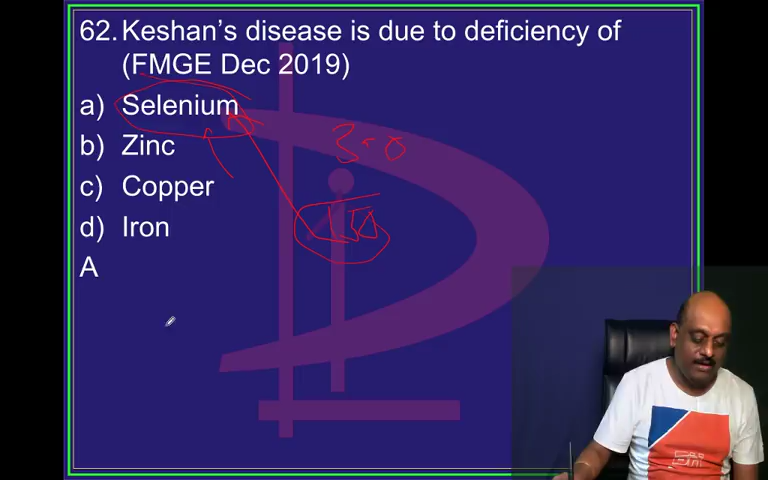 62. Keshan's disease is due to deficiency of
(FMGE Dec 2019)
a) Selenium
b) Zinc
c) Copper
d) Iron
A